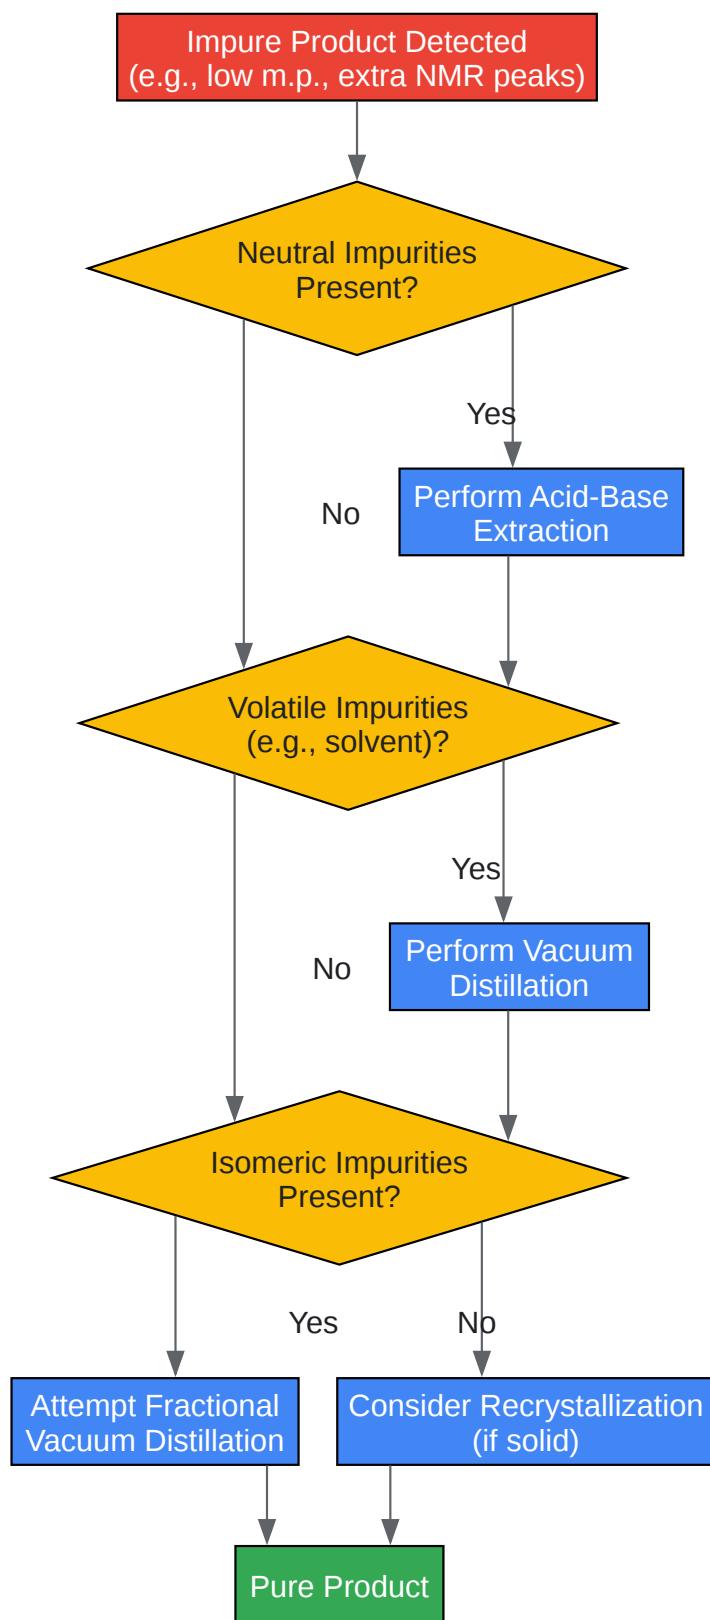 Impure Product Detected
(e.g., low m.p., extra NMR peaks)
Neutral Impurities
Present?
Yes
No
Perform Acid-Base
Extraction
Volatile Impurities
(e.g., solvent)?
Yes
No
Perform Vacuum
Distillation
Isomeric Impurities
Present?
Yes
No
Attempt Fractional
Vacuum Distillation
Consider Recrystallization
(if solid)
Pure Product